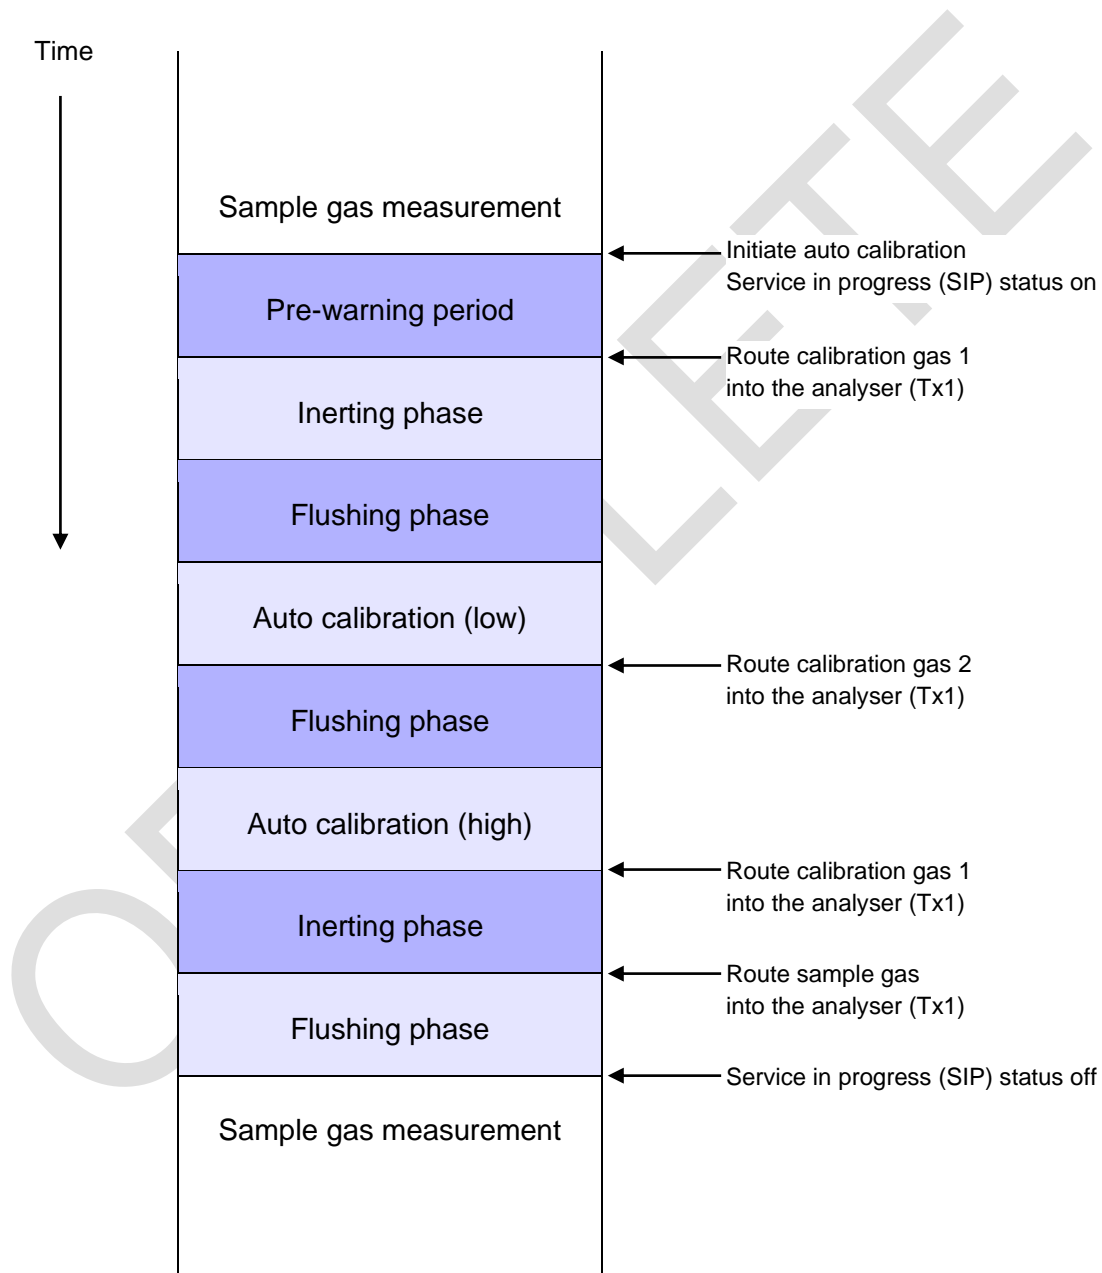 Time
Sample gas measurement
Initiate auto calibration
Service in progress (SIP) status on
Pre-warning period
Route calibration gas 1
into the analyser (Tx1)
Inerting phase
Flushing phase
Auto calibration (low)
Route calibration gas 2
into the analyser (Tx1)
Flushing phase
Auto calibration (high)
Route calibration gas 1
into the analyser (Tx1)
Inerting phase
Route sample gas
into the analyser (Tx1)
Flushing phase
Service in progress (SIP) status off
Sample gas measurement